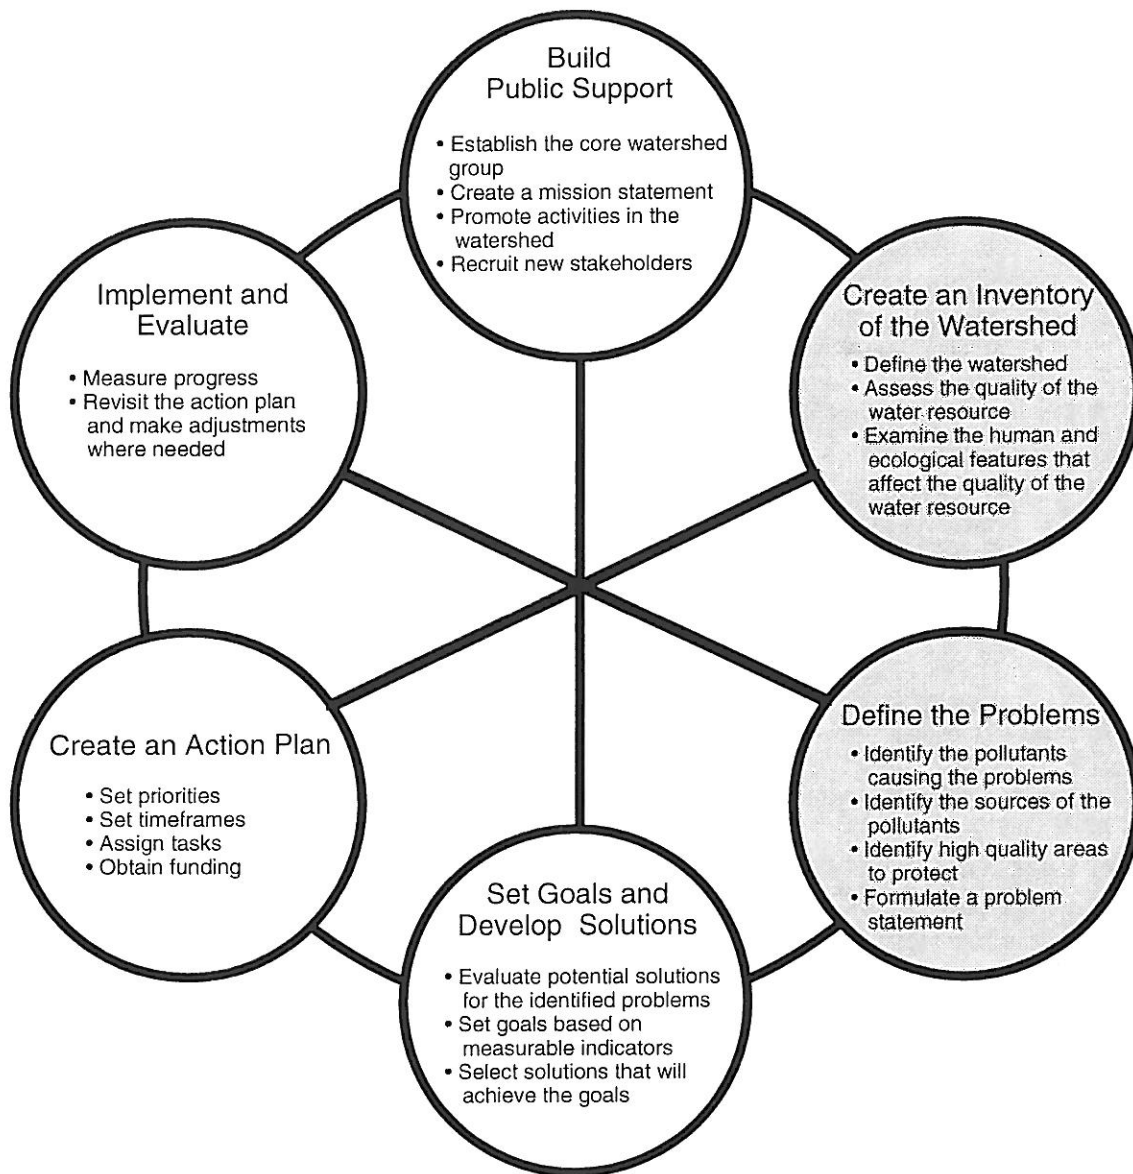 Build
Public Support
• Establish the core watershed
group
• Create a mission statement
• Promote activities in the
watershed
• Recruit new stakeholders
Create an Inventory
of the Watershed
• Define the watershed
• Assess the quality of the
water resource
• Examine the human and
ecological features that
affect the quality of the
water resource
Define the Problems
• Identify the pollutants
causing the problems
• Identify the sources of the
pollutants
• Identify high quality areas
to protect
• Formulate a problem
statement
Set Goals and
Develop Solutions
• Evaluate potential solutions
for the identified problems
• Set goals based on
measurable indicators
• Select solutions that will
achieve the goals
Create an Action Plan
• Set priorities
• Set timeframes
• Assign tasks
• Obtain funding
Implement and
Evaluate
• Measure progress
• Revisit the action plan
and make adjustments
where needed